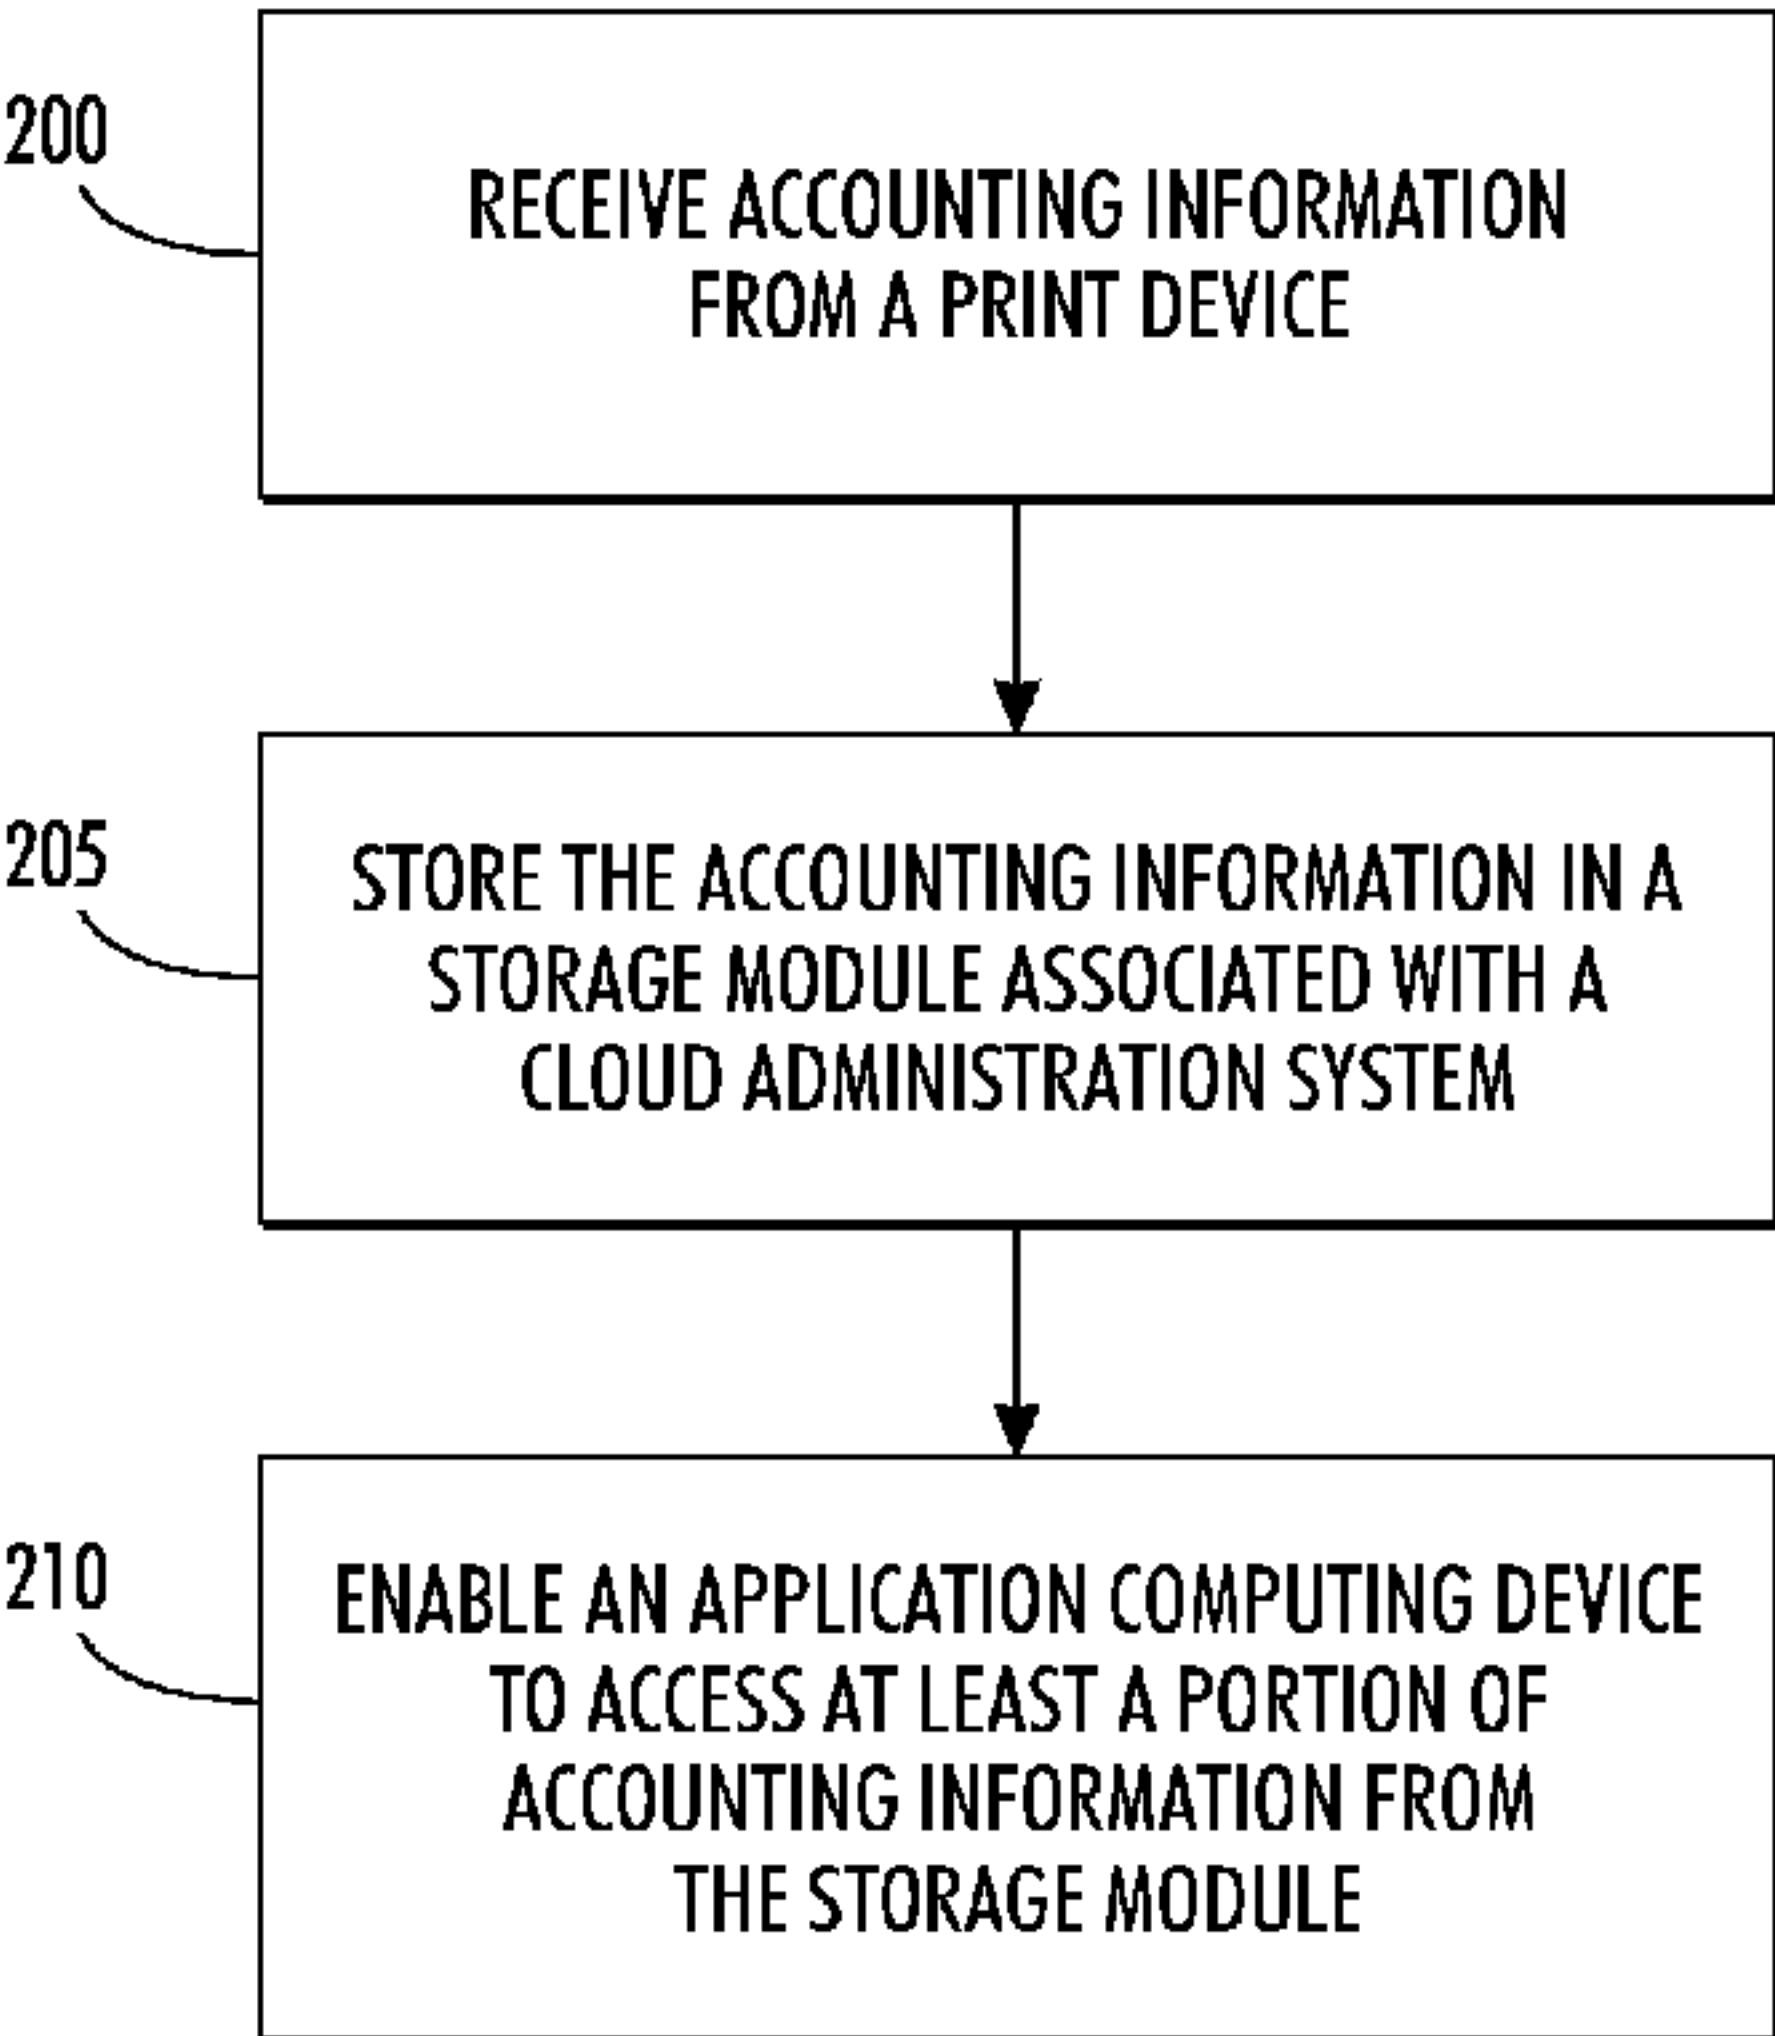 200
RECEIVE ACCOUNTING INFORMATION
FROM A PRINT DEVICE
205
STORE THE ACCOUNTING INFORMATION IN A
STORAGE MODULE ASSOCIATED WITH A
CLOUD ADMINISTRATION SYSTEM
210
ENABLE AN APPLICATION COMPUTING DEVICE
TO ACCESS AT LEAST A PORTION OF
ACCOUNTING INFORMATION FROM
THE STORAGE MODULE